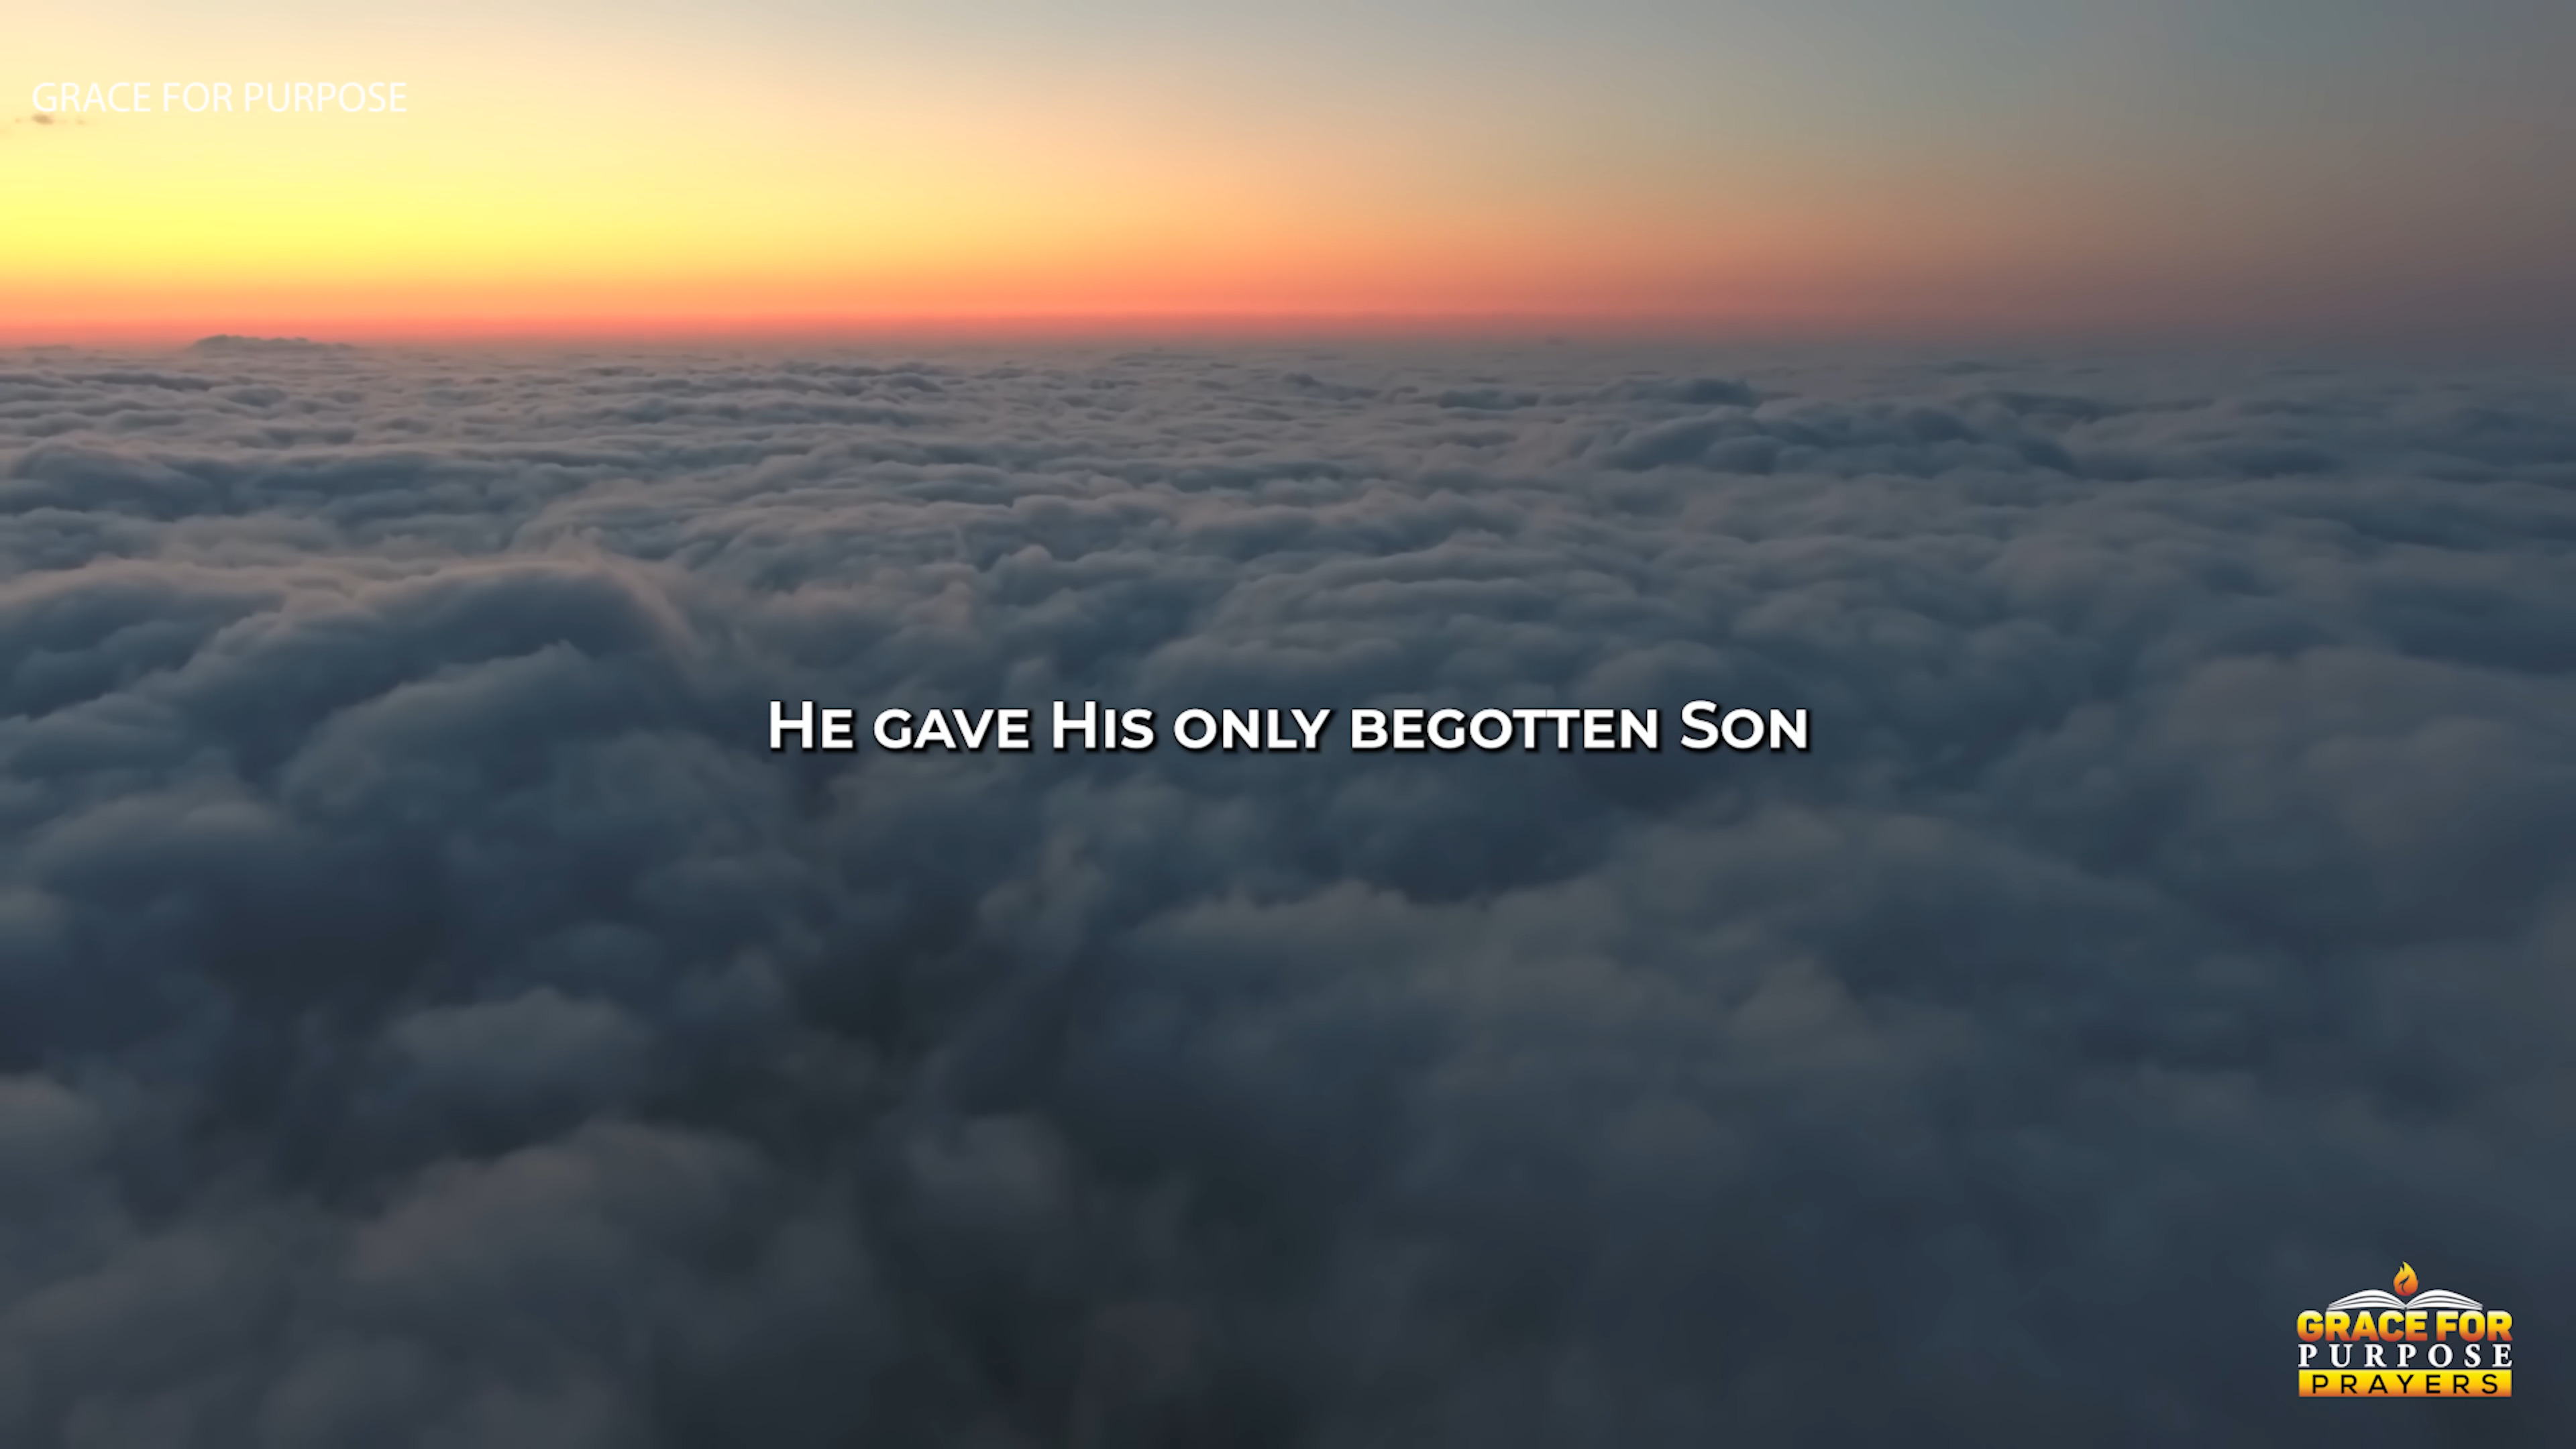 GRACE FOR PURPOSE
HE GAVE HIS ONLY BEGOTTEN SON
GRACE FOR
PURPOSE
PRAYERS